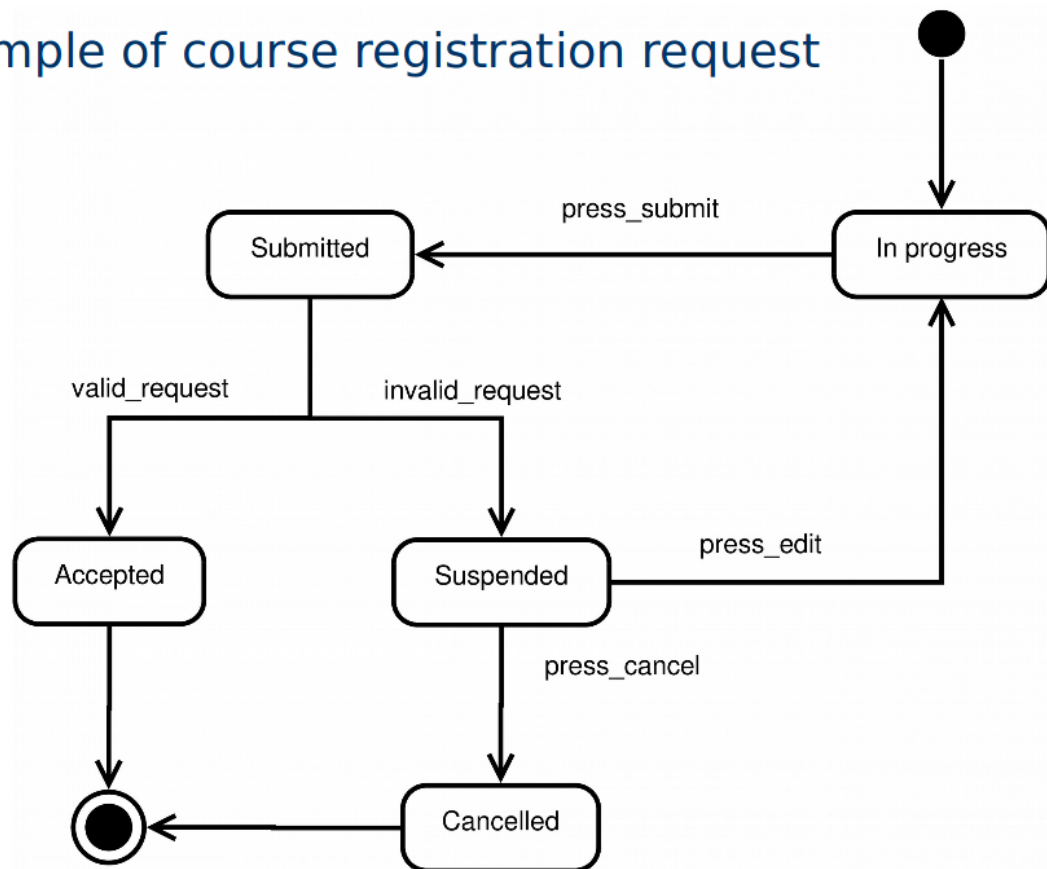 mple of course registration request
press_submit
Submitted
In progress
valid_request
invalid_request
press_edit
Accepted
Suspended
press_cancel
Cancelled